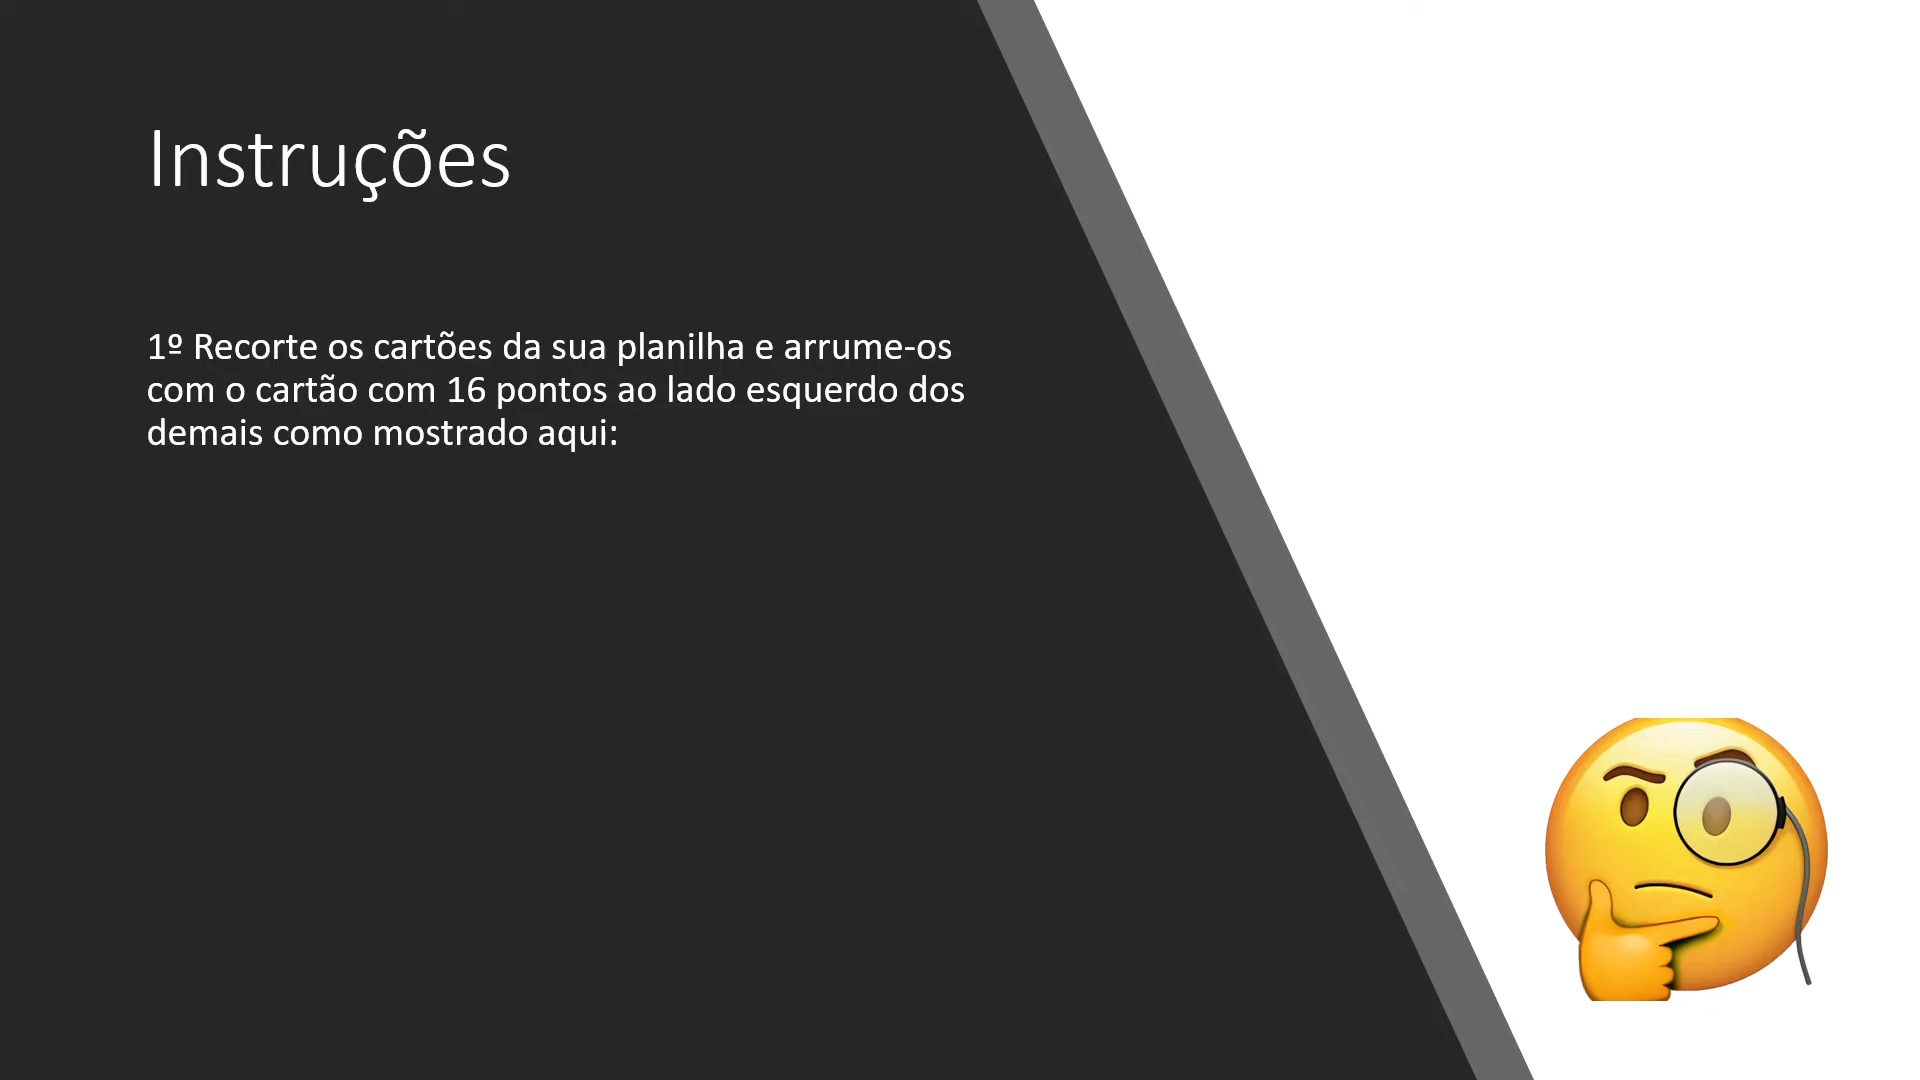 Instruções
1º Recorte os cartões da sua planilha e arrume-os
com o cartão com 16 pontos ao lado esquerdo dos
demais como mostrado aqui: